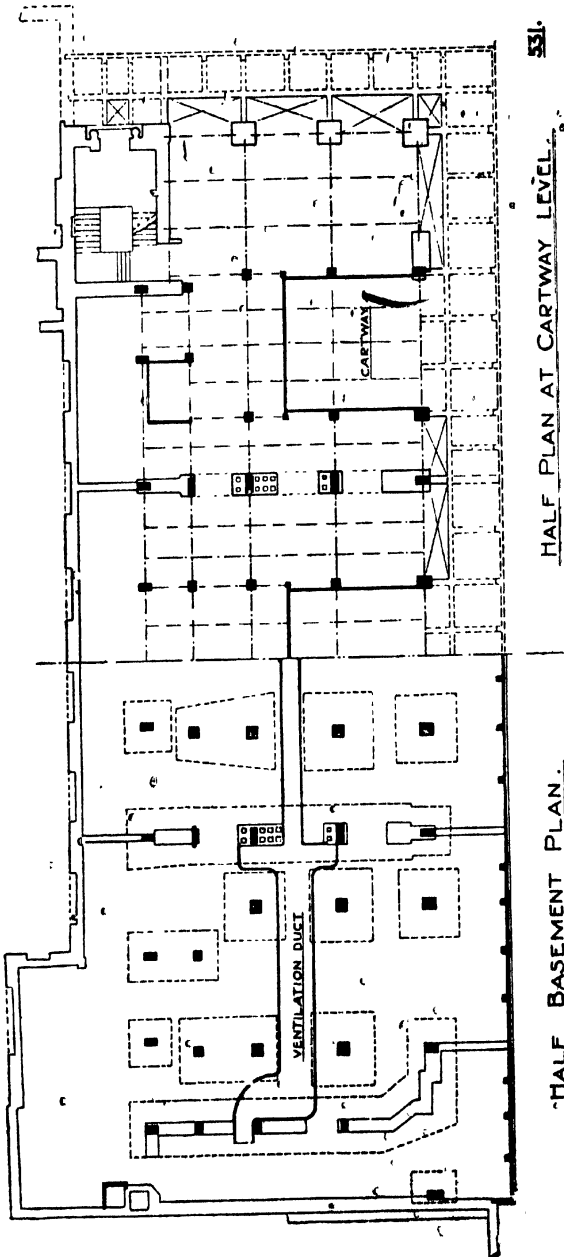 CARTWAY
VENTILATION DUCT
HALF BASEMENT PLAN.
HALF PLAN AT CARTWAY LEVEL.
531.